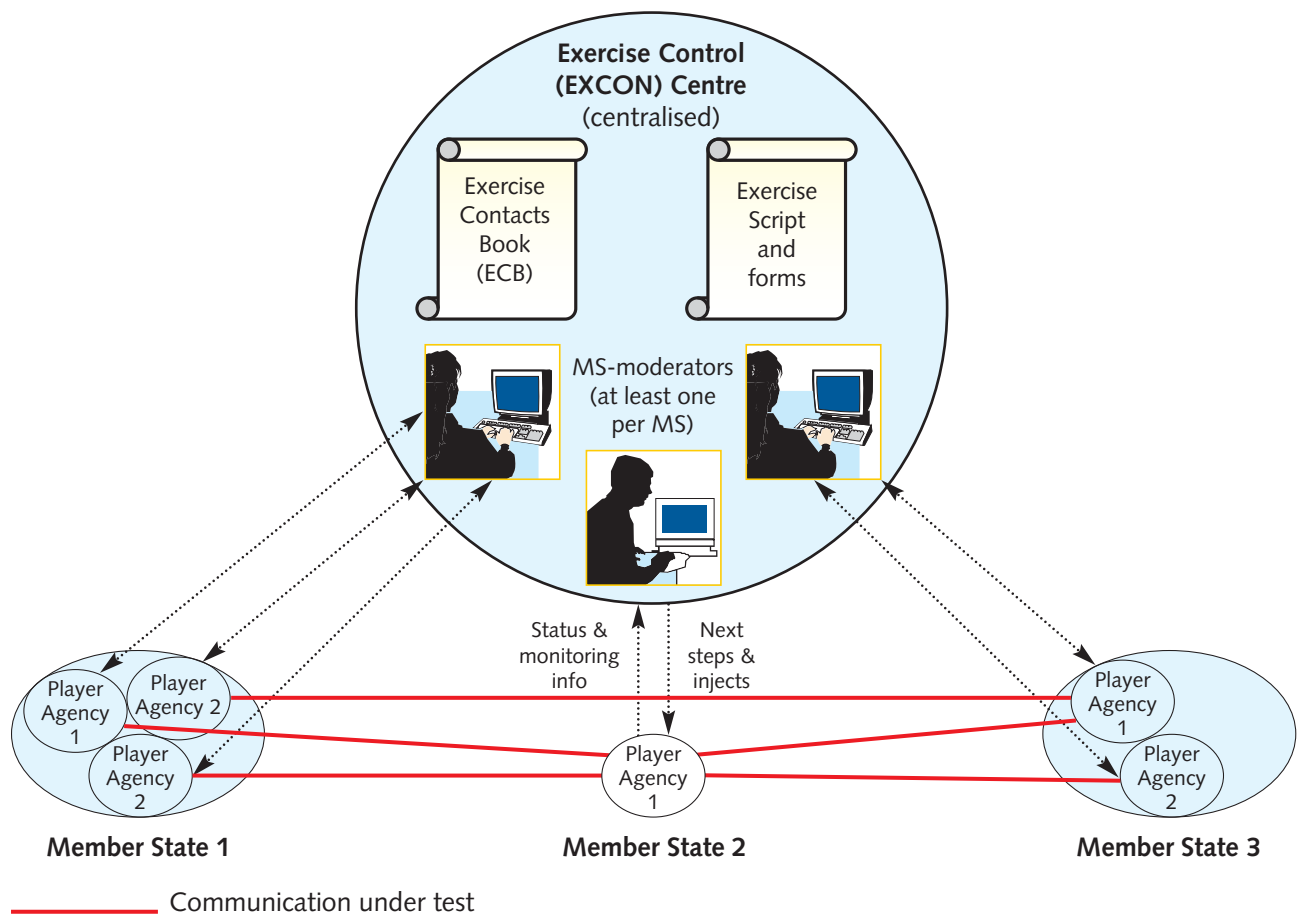 Exercise Control
(EXCON) Centre
(centralised)
Exercise
Contacts
Book
(ECB)
Exercise
Script
and
forms
MS-moderators
(at least one
per MS)
Status &
monitoring
info
Next
steps &
injects
Player
Agency
1
Player
Agency 2
Player
Agency
2
Player
Agency
1
Player
Agency
1
Player
Agency
2
Member State 1
Member State 2
Member State 3
Communication under test